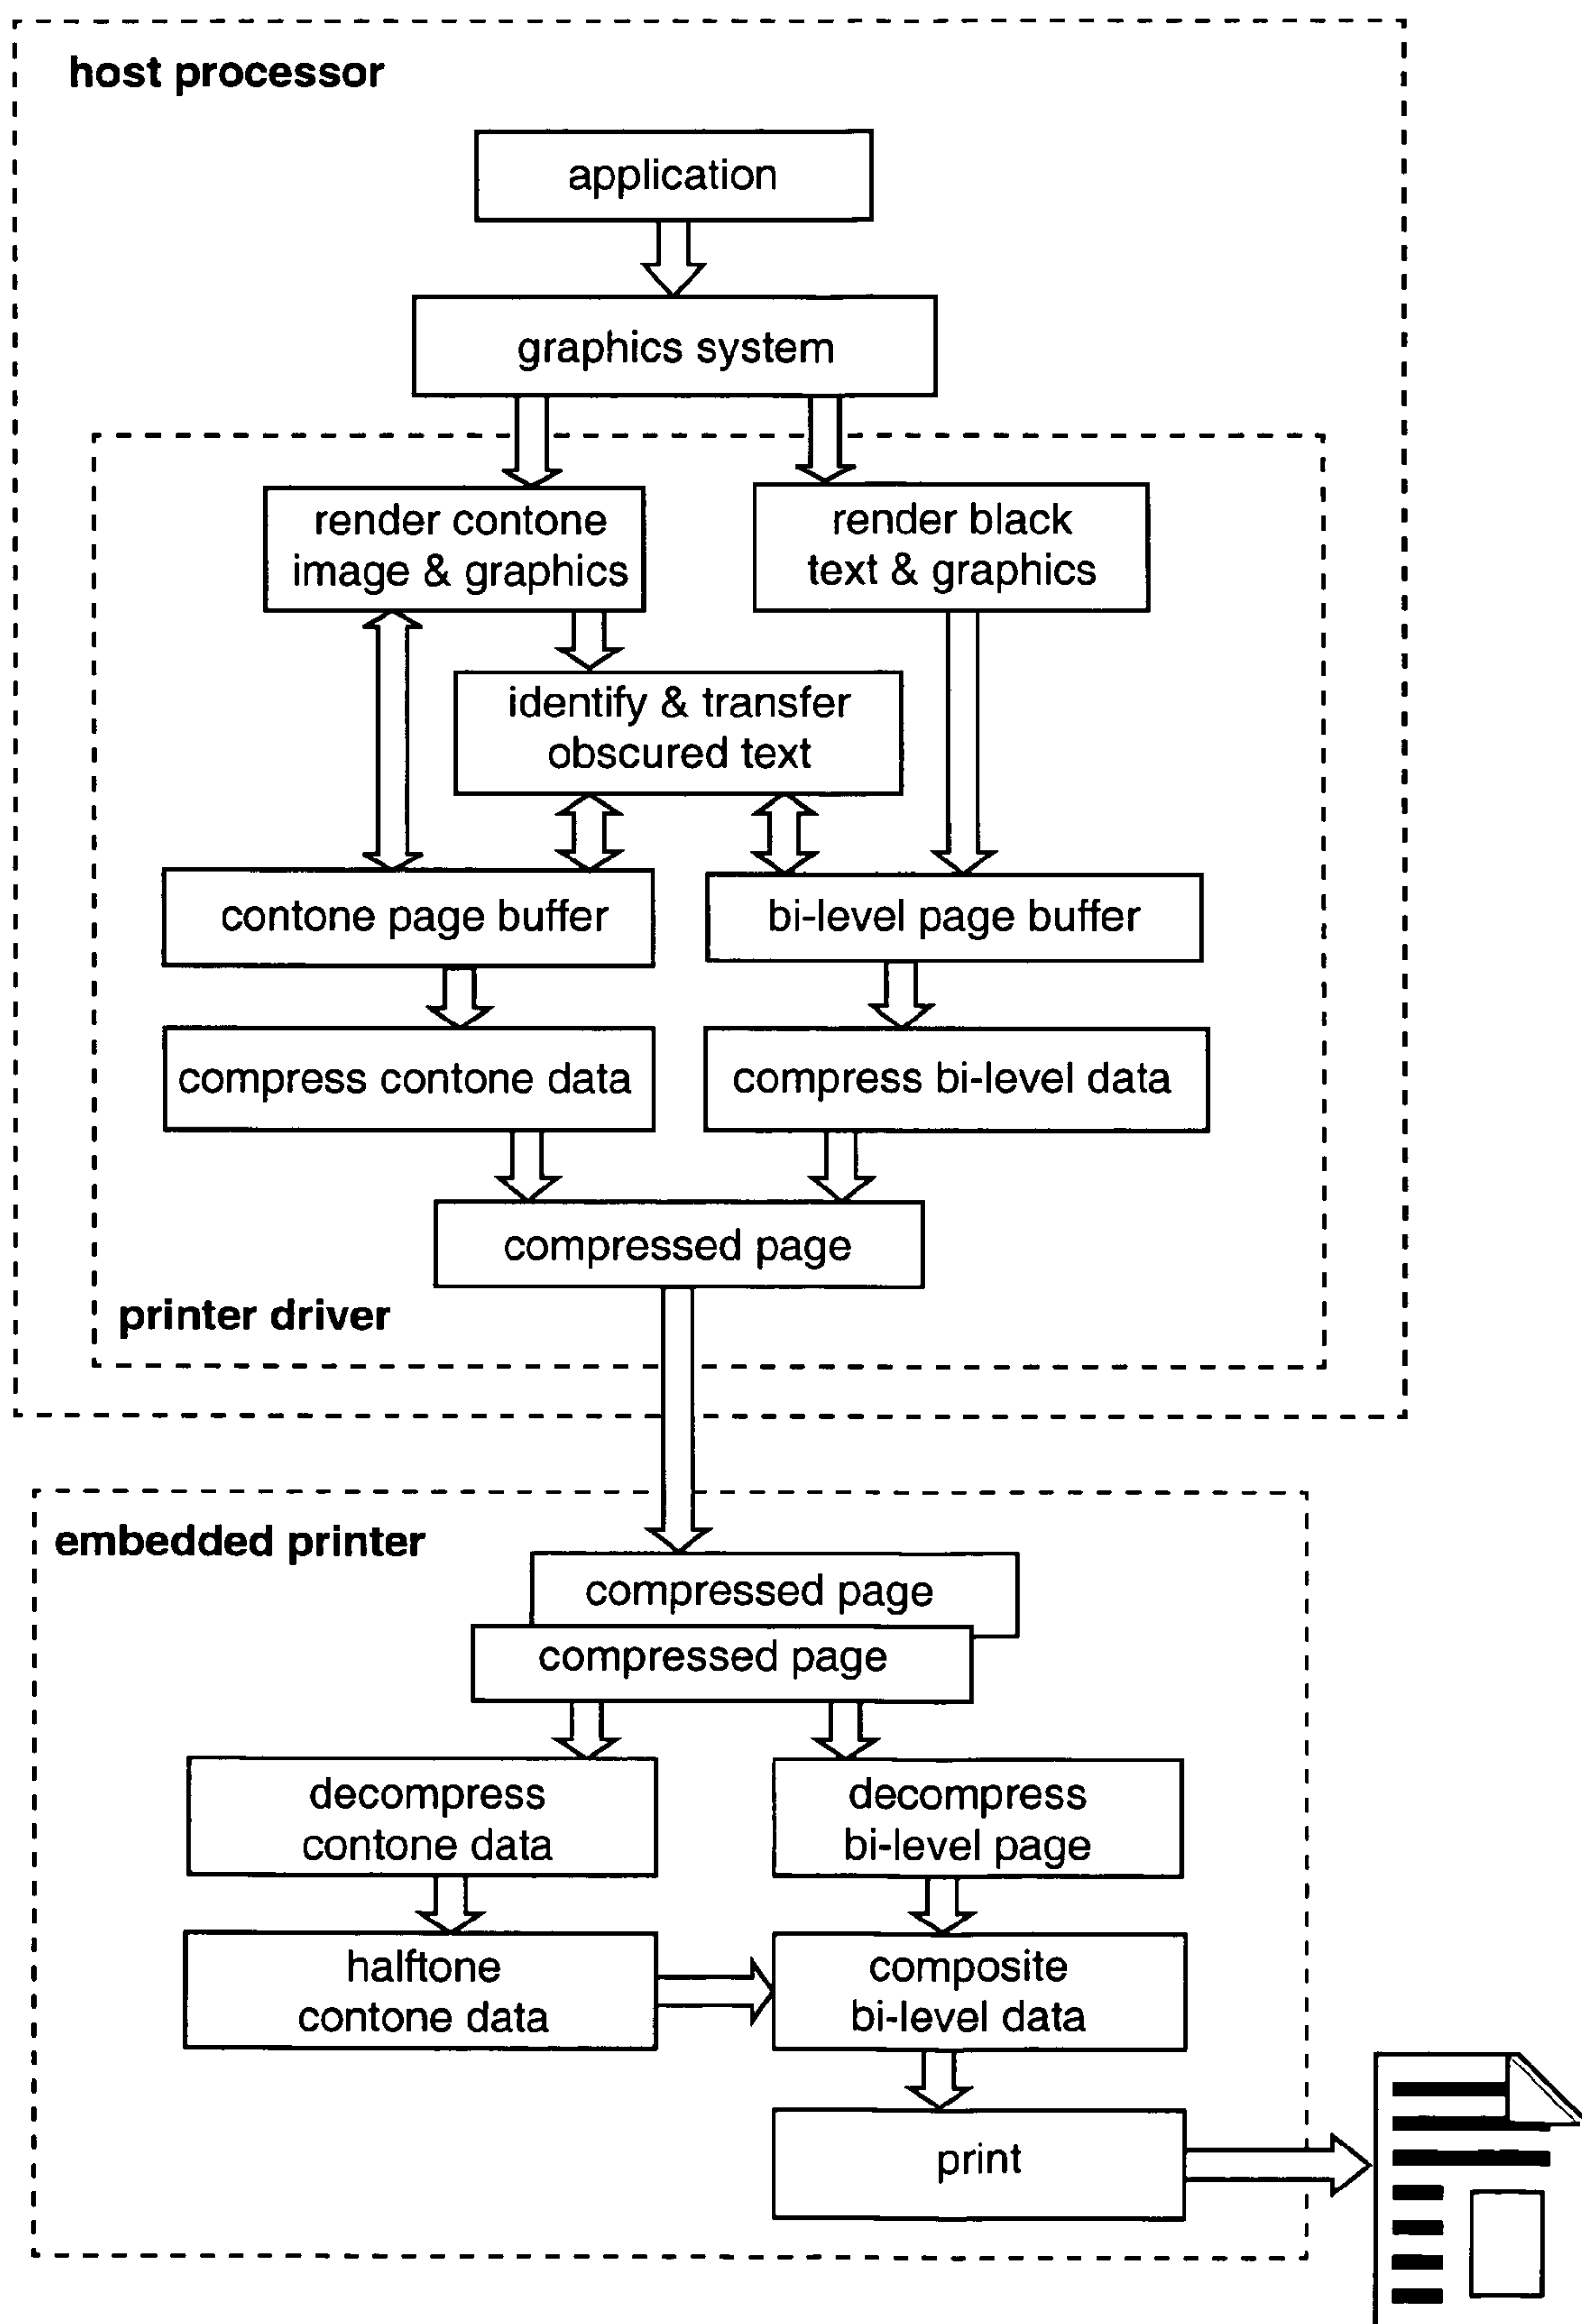 host processor
application
graphics system
render contone
image & graphics
render black
text & graphics
identify & transfer
obscured text
contone page buffer
bi-level page buffer
compress contone data
compress bi-level data
compressed page
printer driver
embedded printer
compressed page
compressed page
decompress
contone data
decompress
bi-level page
halftone
contone data
composite
bi-level data
print